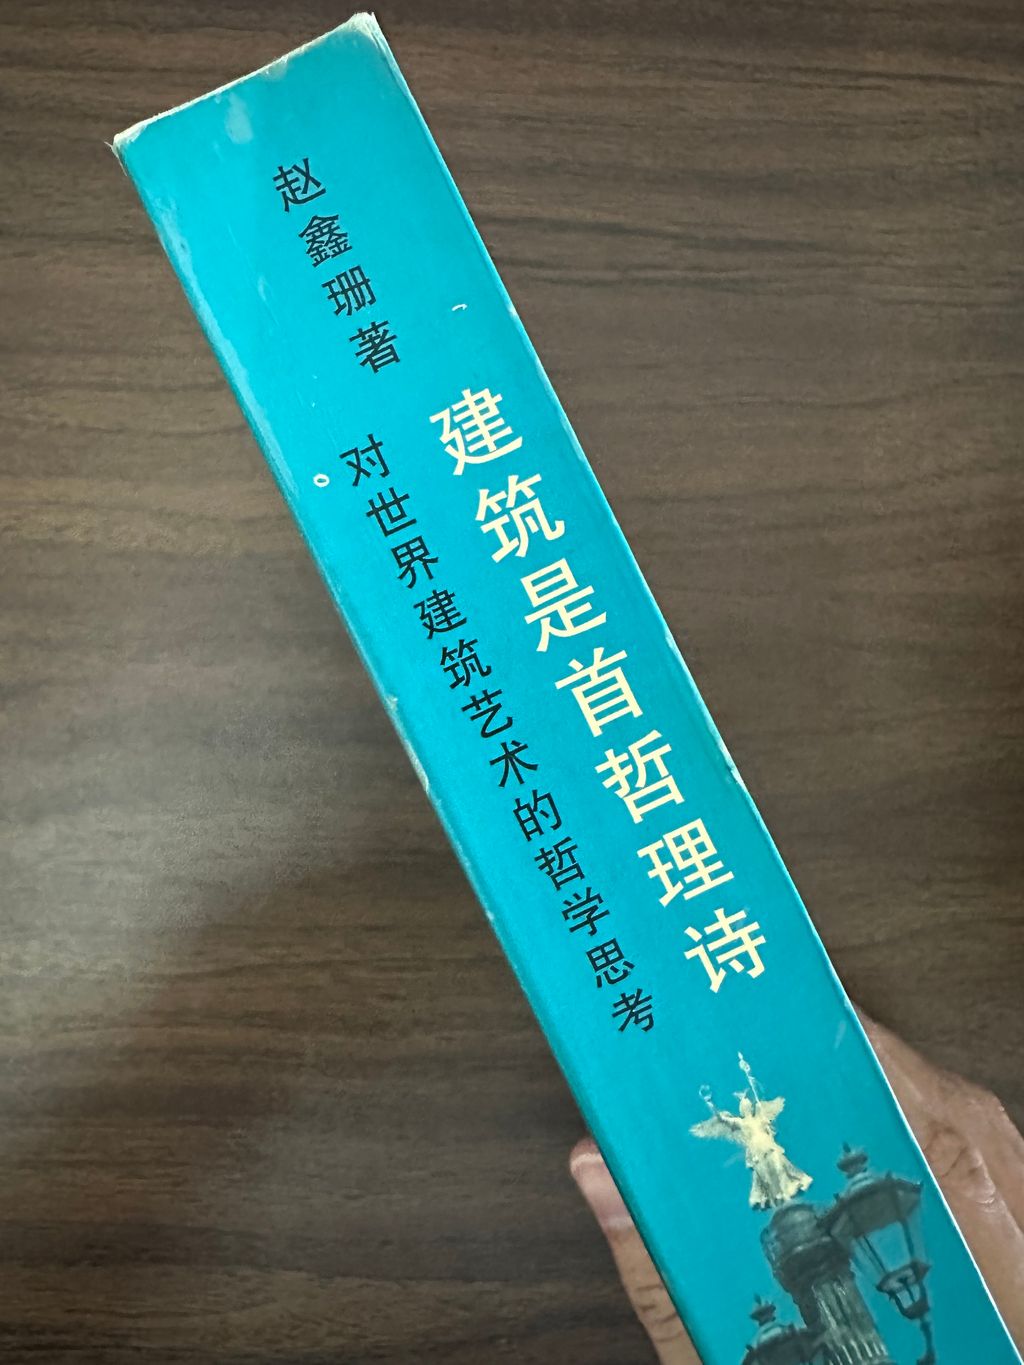 赵鑫珊著
建筑是首哲理诗
对世界建筑艺术的哲学思考